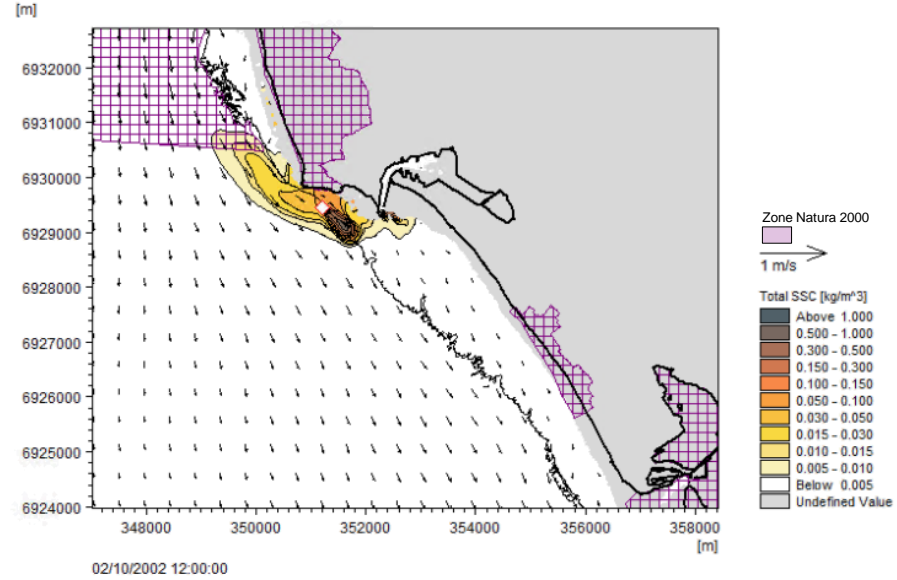 [m]
6932000
6931000
6930000
6929000
6928000
6927000
6926000
6925000
6924000
348000 350000 352000 354000 356000 358000
[m]
02/10/2002 12:00:00
Zone Natura 2000
1 m/s
Total SSC [kg/m^3]
Above 1.000
0.500 - 1.000
0.300 - 0.500
0.150 - 0.300
0.100 - 0.150
0.050 - 0.100
0.030 - 0.050
0.015 - 0.030
0.010 - 0.015
0.005 - 0.010
Below 0.005
Undefined Value